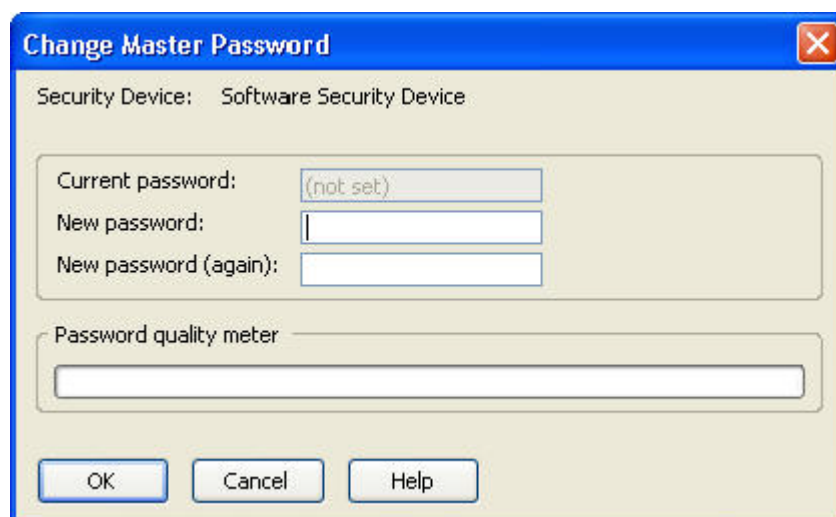 Change Master Password
Security Device: Software Security Device
Current password: (not set)
New password:
New password (again):
Password quality meter
OK Cancel Help